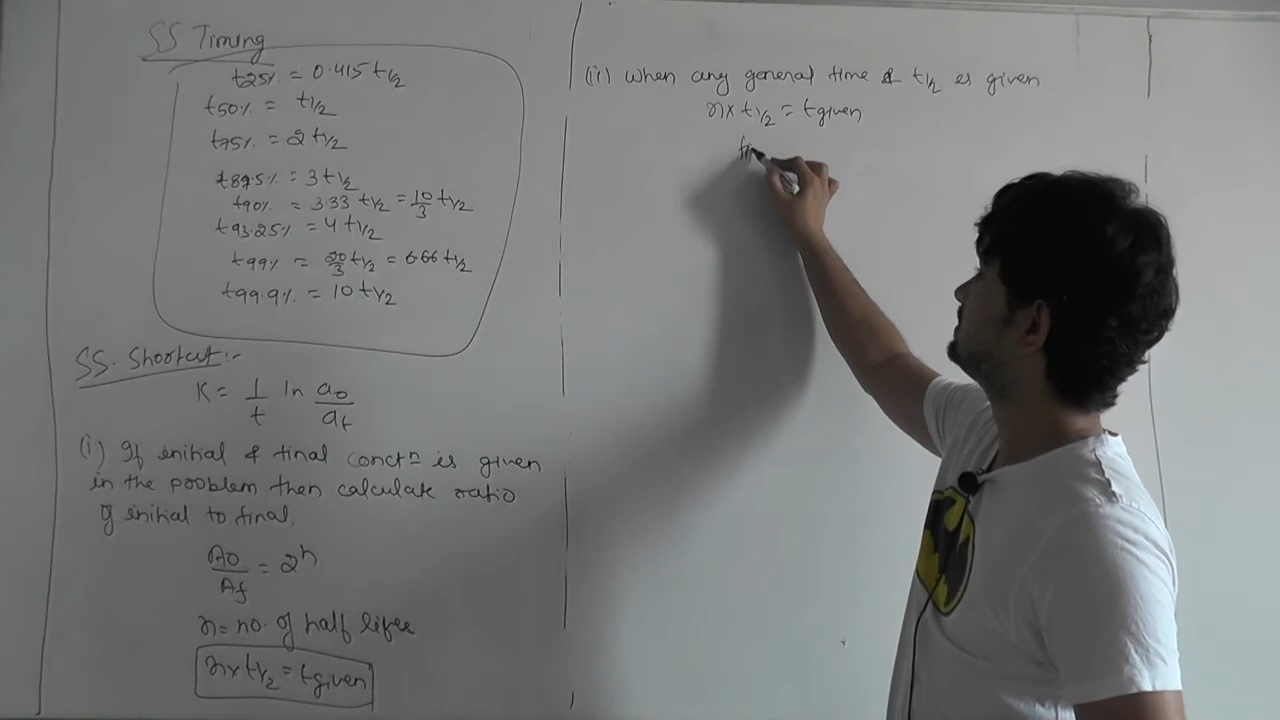 SS Timing
t25% = 0.415 t1/2
t50% = t1/2
t75% = 2 t1/2
t87.5% = 3 t1/2
t90% = 3.33 t1/2 = 10/3 t1/2
t93.25% = 4 t1/2
t99% = 20/3 t1/2 = 6.66 t1/2
t99.9% = 10 t1/2
SS. Shortcut :-
K = 1/t ln a0/at
(i) If initial & final conctn is given
in the problem then calculate ratio
of initial to final.
A0/Af = 2^n
n = no. of half lifes
n x t1/2 = tgiven
(ii) When any general time & t1/2 is given
n x t1/2 = tgiven